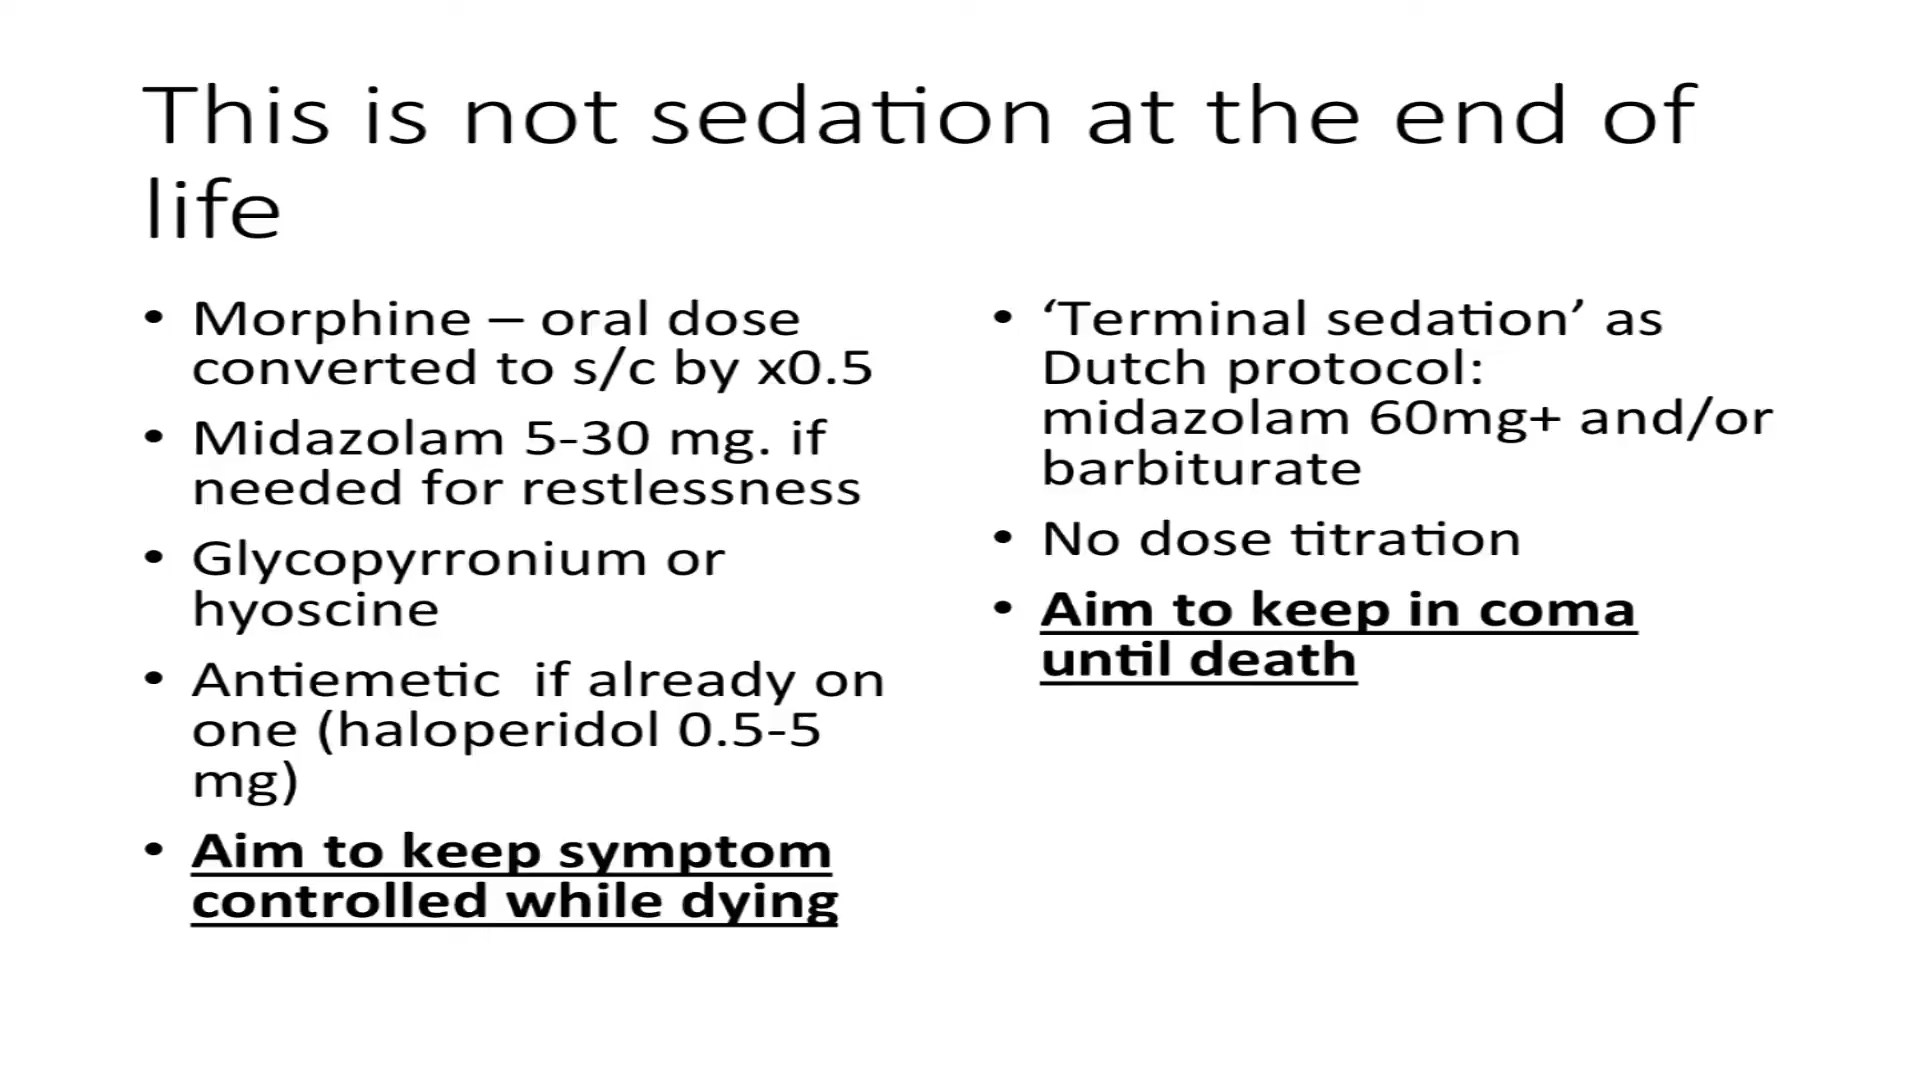 This is not sedation at the end of
life
• Morphine – oral dose
converted to s/c by x0.5
• Midazolam 5-30 mg. if
needed for restlessness
• Glycopyrronium or
hyoscine
• Antiemetic  if already on
one (haloperidol 0.5-5
mg)
• Aim to keep symptom
controlled while dying
• ‘Terminal sedation’ as
Dutch protocol:
midazolam 60mg+ and/or
barbiturate
• No dose titration
• Aim to keep in coma
until death